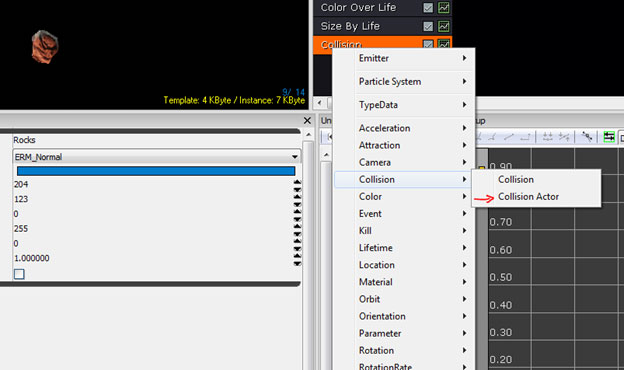 Color Over Life
Size By Life
Collision
9/ 14
Template: 4 KByte / Instance: 7 KByte
Rocks
ERM_Normal
204
123
0
255
0
1.000000
Emitter
Particle System
TypeData
Acceleration
Attraction
Camera
Collision
Color
Event
Kill
Lifetime
Location
Material
Orbit
Orientation
Parameter
Rotation
RotationRate
Collision
Collision Actor
0.90
0.70
0.60
0.50
0.40
0.30
0.20